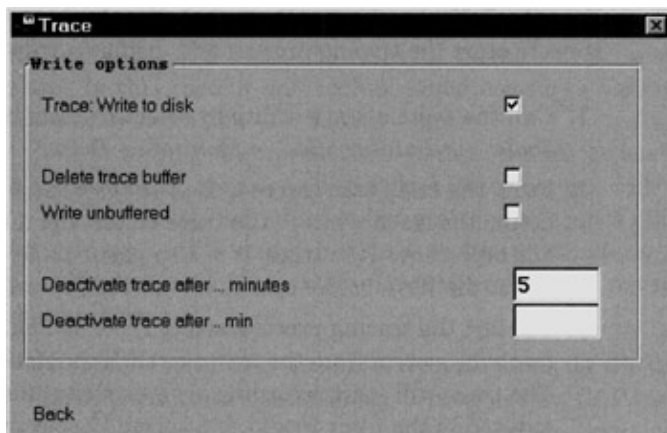 Trace
Write options
Trace: Write to disk
Delete trace buffer
Write unbuffered
Deactivate trace after... minutes 5
Deactivate trace after... min
Back